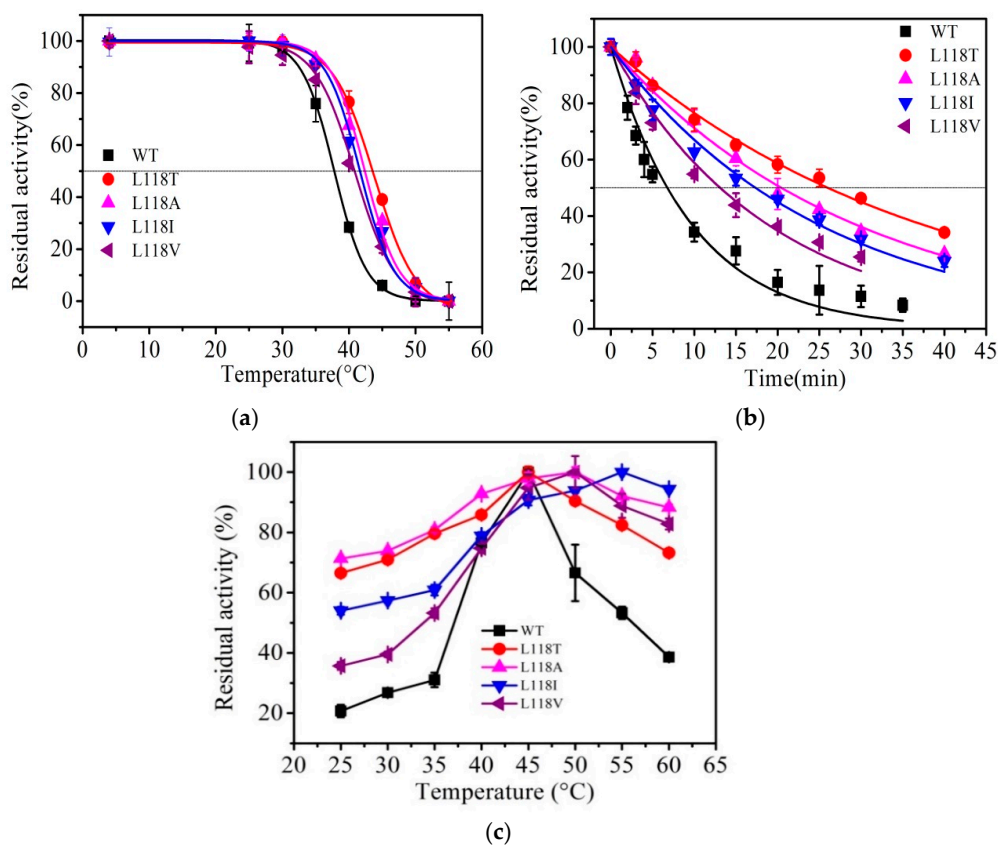 Residual activity(%)
100
80
60
40
20
0
WT
L118T
L118A
L118I
L118V
0
10
20
30
40
50
60
Temperature(°C)
(a)
Residual activity(%)
100
80
60
40
20
0
WT
L118T
L118A
L118I
L118V
0
5
10
15
20
25
30
35
40
45
Time(min)
(b)
Residual activity (%)
100
80
60
40
20
WT
L118T
L118A
L118I
L118V
20
25
30
35
40
45
50
55
60
65
Temperature (°C)
(c)